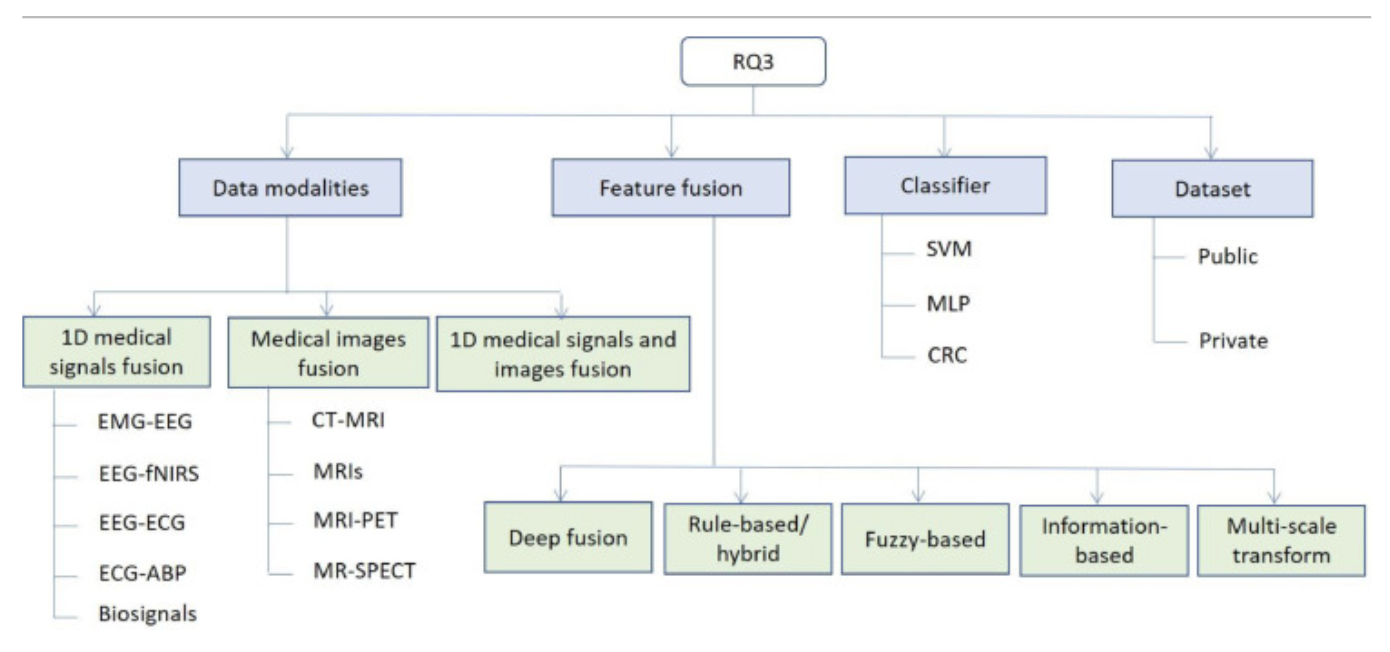 RQ3
Data modalities
Feature fusion
Classifier
Dataset
SVM
MLP
CRC
Public
Private
1D medical
signals fusion
Medical images
fusion
1D medical signals and
images fusion
EMG-EEG
EEG-fNIRS
EEG-ECG
ECG-ABP
Biosignals
CT-MRI
MRIs
MRI-PET
MR-SPECT
Deep fusion
Rule-based/
hybrid
Fuzzy-based
Information-
based
Multi-scale
transform